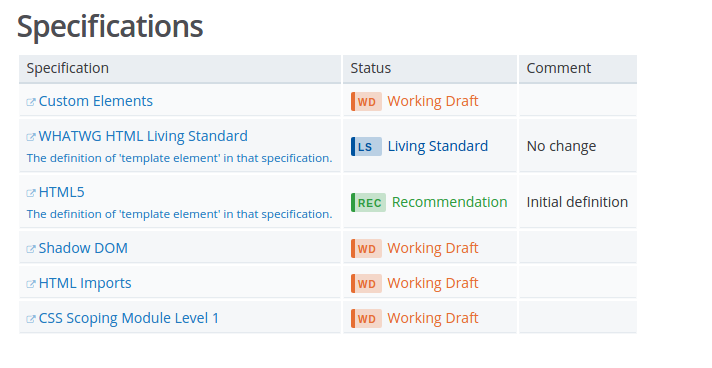 Specifications
Specification Status Comment
Custom Elements WD Working Draft
WHATWG HTML Living Standard
The definition of 'template element' in that specification.
LS Living Standard No change
HTML5
The definition of 'template element' in that specification.
REC Recommendation Initial definition
Shadow DOM WD Working Draft
HTML Imports WD Working Draft
CSS Scoping Module Level 1 WD Working Draft